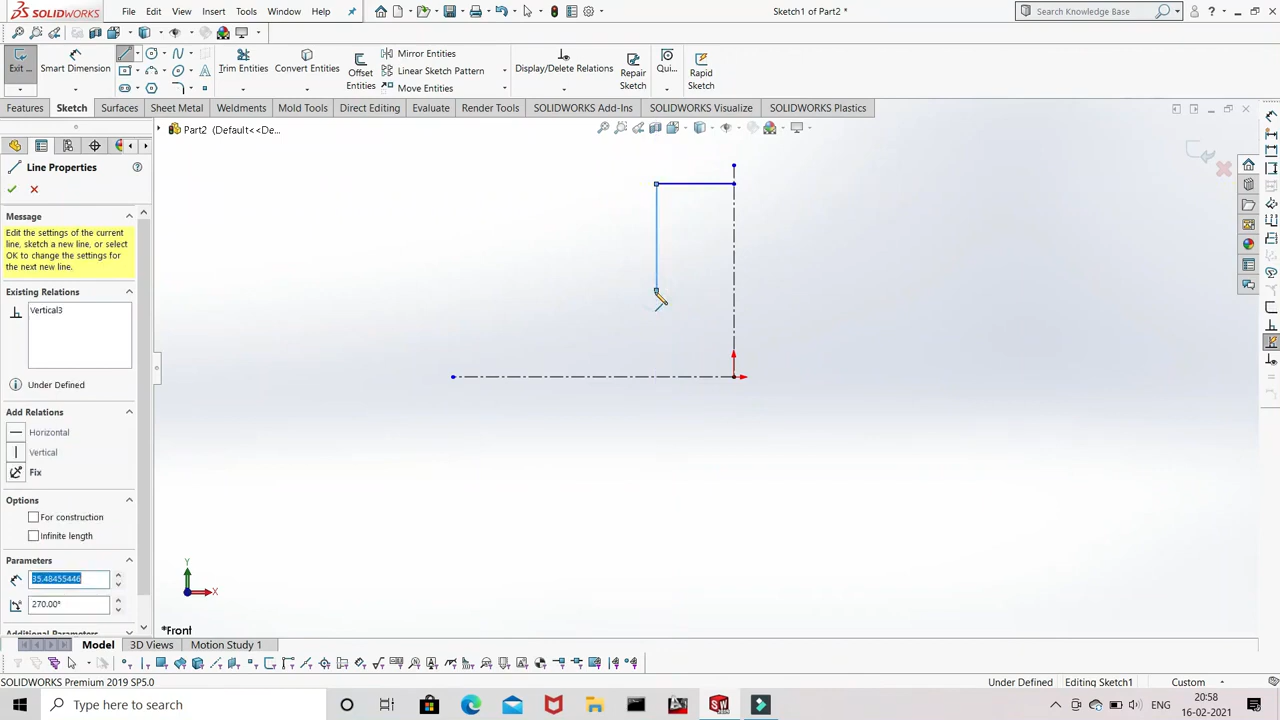 SOLIDWORKS File Edit View Insert Tools Window Help Sketch1 of Part2 * Search Knowledge Base
Exit ... Smart Dimension Trim Entities Convert Entities Offset Entities Mirror Entities Linear Sketch Pattern Move Entities Display/Delete Relations Repair Sketch Qui... Rapid Sketch
Features Sketch Surfaces Sheet Metal Weldments Mold Tools Direct Editing Evaluate Render Tools SOLIDWORKS Add-Ins SOLIDWORKS Visualize SOLIDWORKS Plastics
Part2 (Default<<De...
Line Properties
Message
Edit the settings of the current
line, sketch a new line, or select
OK to change the settings for
the next new line.
Existing Relations
Vertical3
Under Defined
Add Relations
Horizontal
Vertical
Fix
Options
For construction
Infinite length
Parameters
35.48455446
270.00°
Additional Parameters
Y
X
*Front
Model 3D Views Motion Study 1
SOLIDWORKS Premium 2019 SP5.0 Under Defined Editing Sketch1 Custom
Type here to search ENG 20:58
16-02-2021